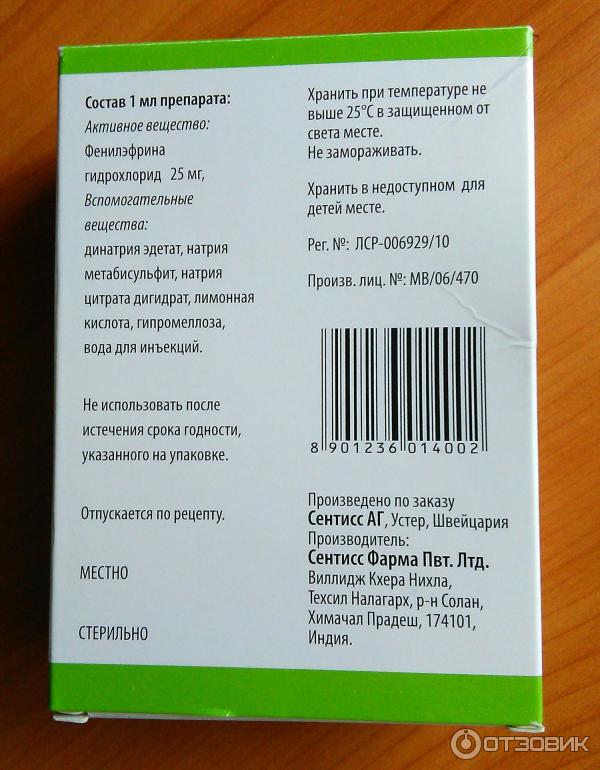 Состав 1 мл препарата:
Активное вещество:
Фенилэфрина
гидрохлорид 25 мг,
Вспомогательные
вещества:
динатрия эдетат, натрия
метабисульфит, натрия
цитрата дигидрат, лимонная
кислота, гипромеллоза,
вода для инъекций.
Не использовать после
истечения срока годности,
указанного на упаковке.
Отпускается по рецепту.
МЕСТНО
СТЕРИЛЬНО
Хранить при температуре не
выше 25°С в защищенном от
света месте.
Не замораживать.
Хранить в недоступном для
детей месте.
Рег. №: ЛСР-006929/10
Произв. лиц. №: MB/06/470
8 901236 014002
Произведено по заказу
Сентисс АГ, Устер, Швейцария
Производитель:
Сентисс Фарма Пвт. Лтд.
Виллидж Кхера Нихла,
Техсил Налагарх, р-н Солан,
Химачал Прадеш, 174101,
Индия.
ОТЗОВИК